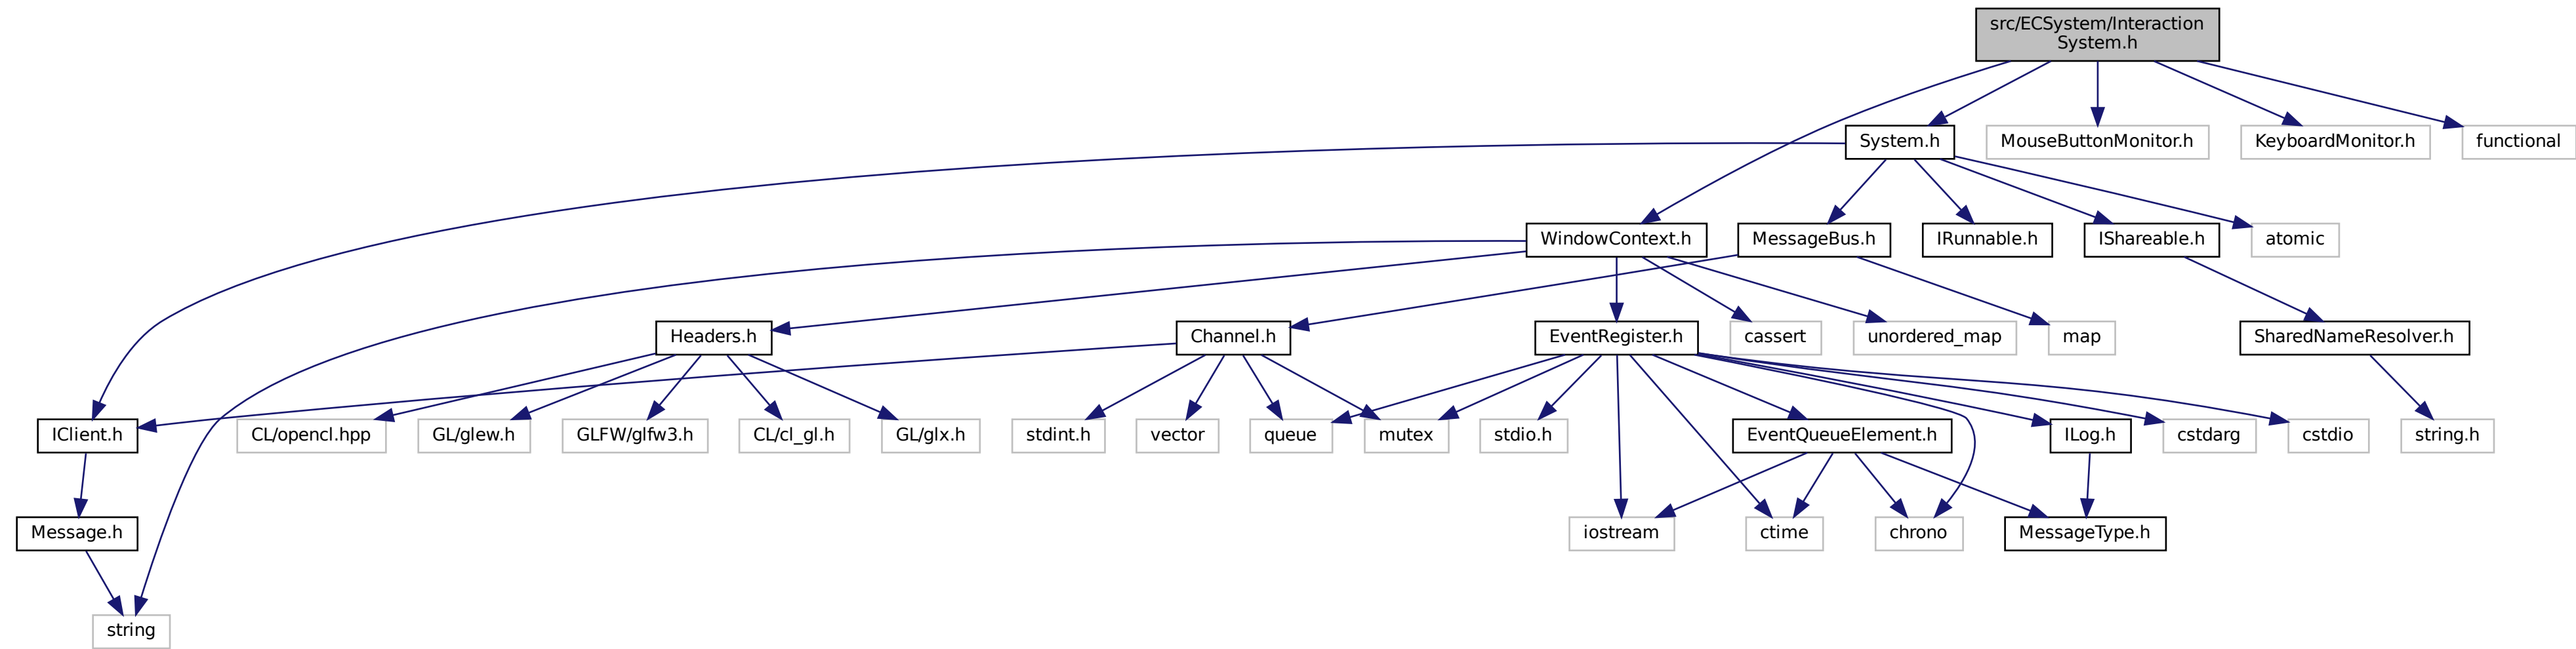 src/ECSystem/Interaction
System.h
System.h
MouseButtonMonitor.h
KeyboardMonitor.h
functional
WindowContext.h
MessageBus.h
IRunnable.h
IShareable.h
atomic
Headers.h
Channel.h
EventRegister.h
cassert
unordered_map
map
SharedNameResolver.h
IClient.h
CL/opencl.hpp
GL/glew.h
GLFW/glfw3.h
CL/cl_gl.h
GL/glx.h
stdint.h
vector
queue
mutex
stdio.h
EventQueueElement.h
ILog.h
cstdarg
cstdio
string.h
Message.h
iostream
ctime
chrono
MessageType.h
string